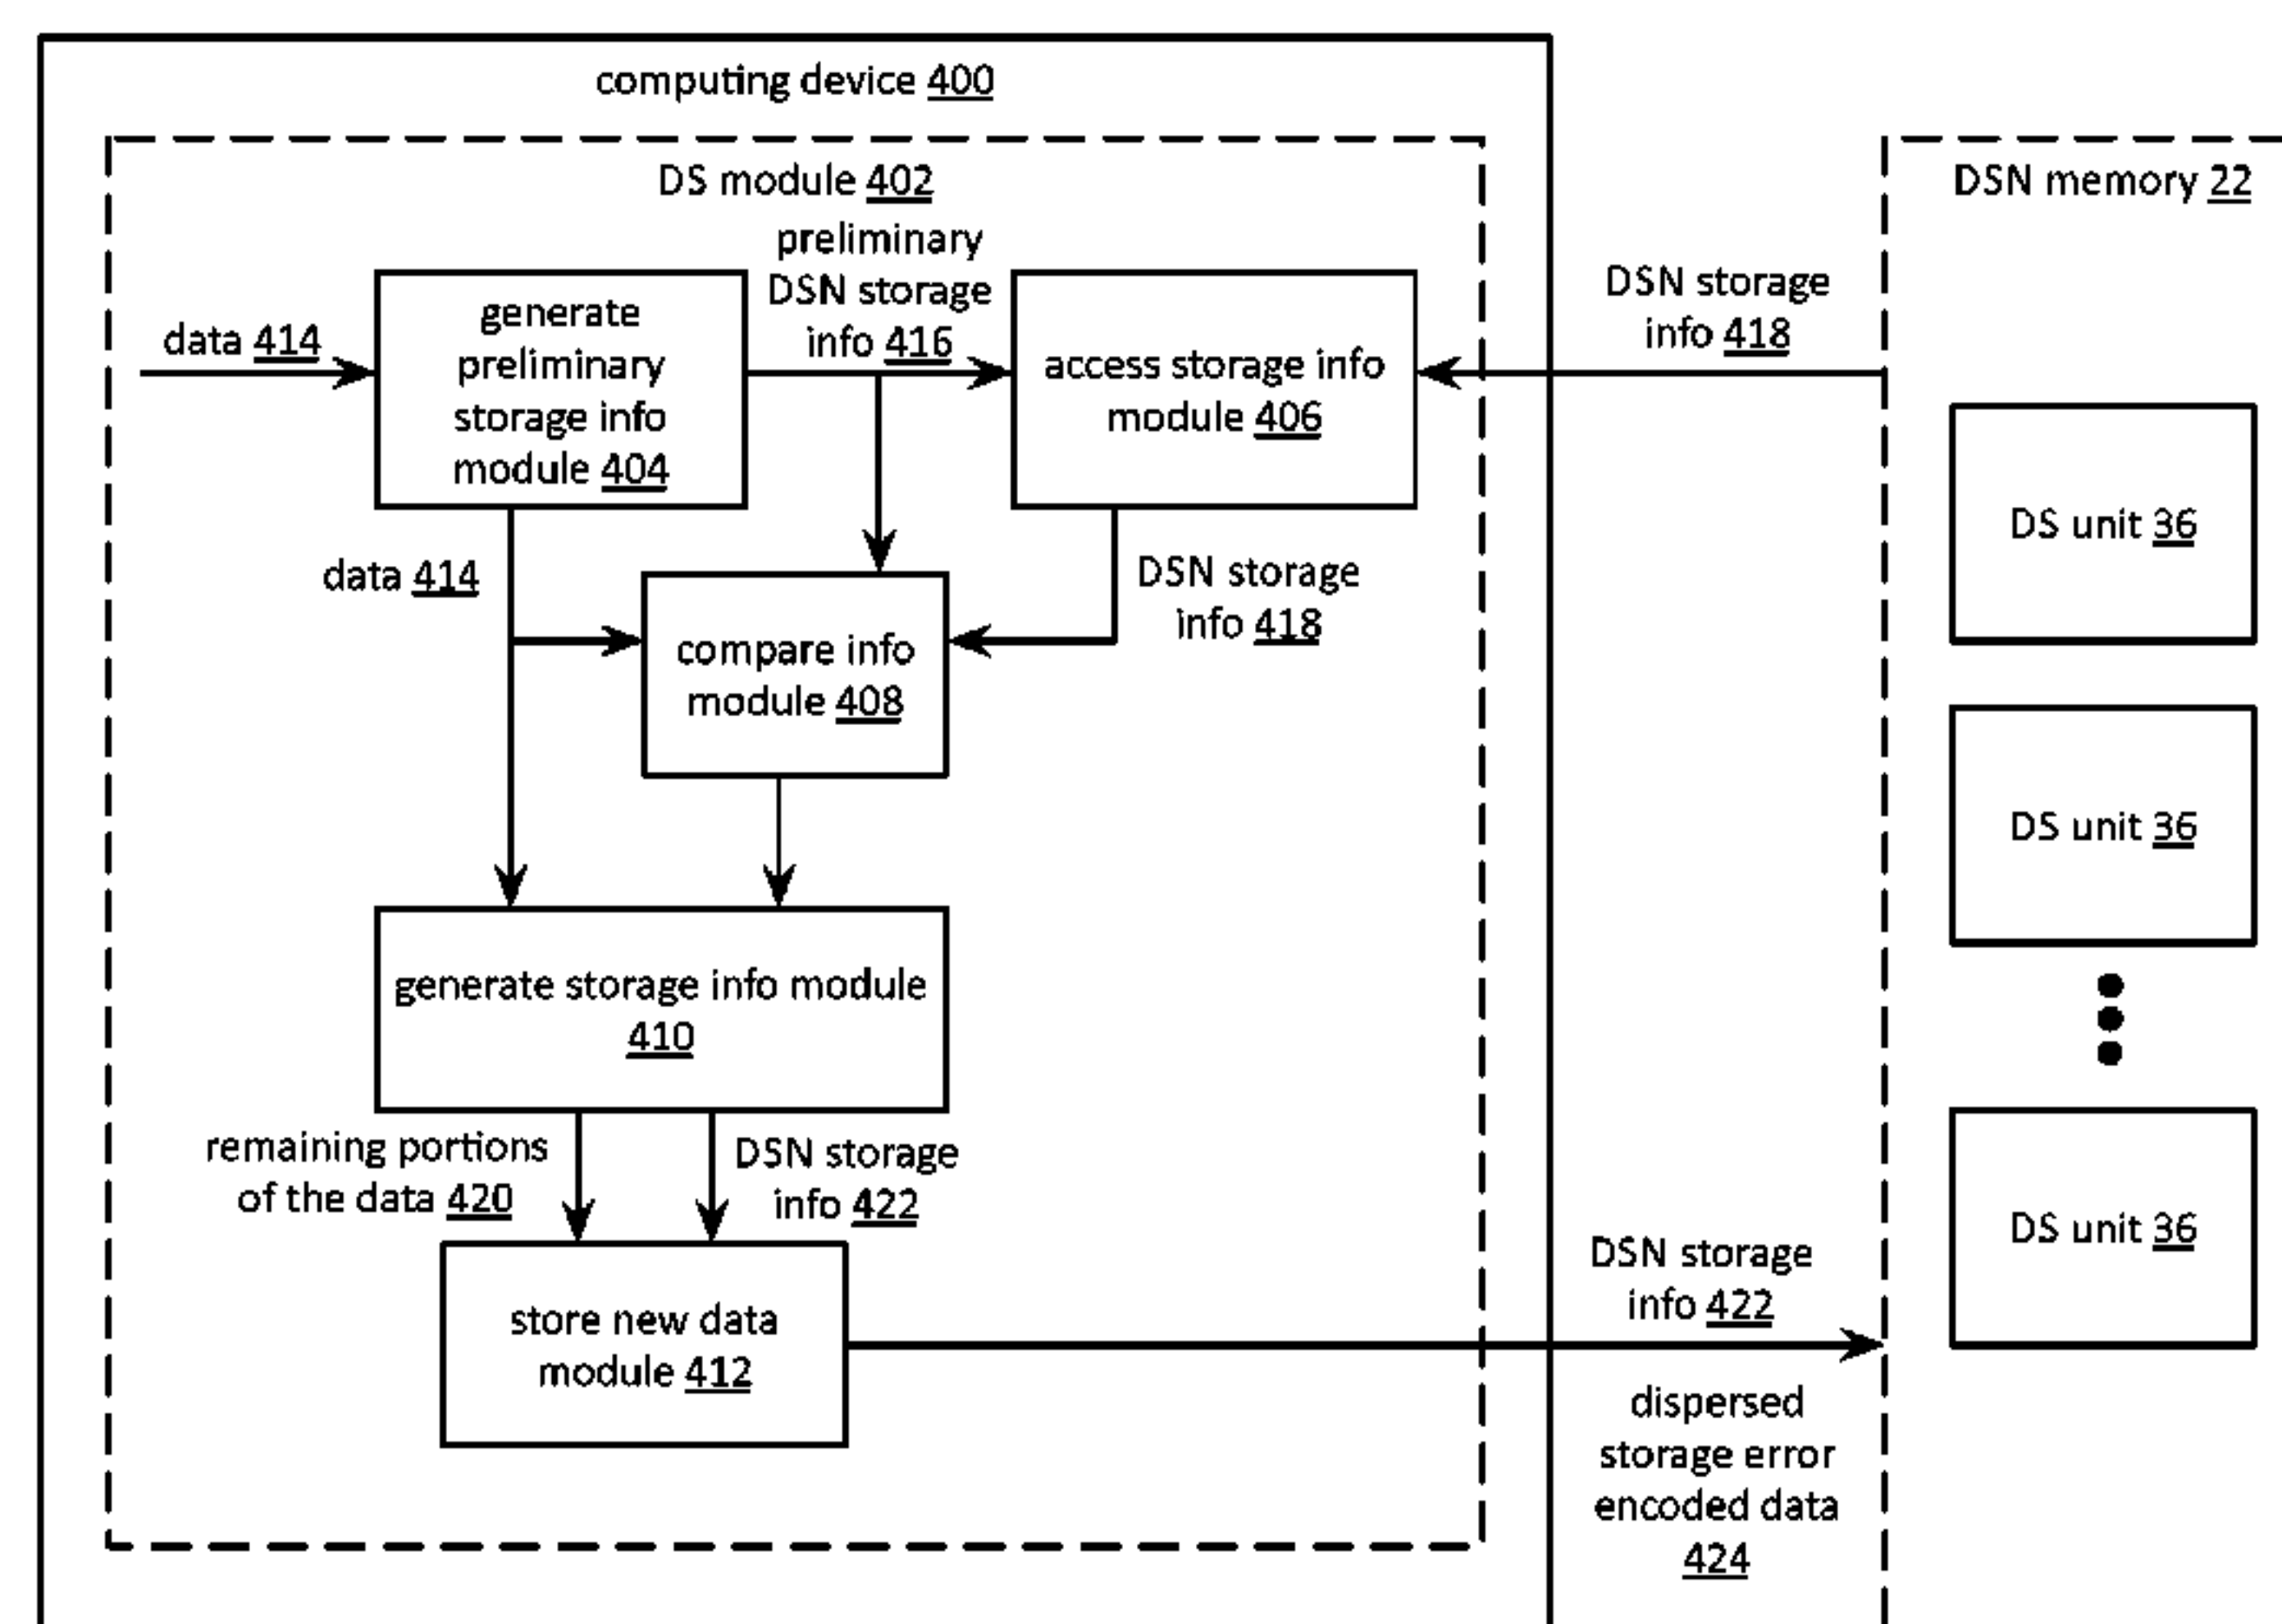 computing device 400
DS module 402
DSN memory 22
preliminary
DSN storage
info 416
data 414
generate
preliminary
storage info
module 404
access storage info
module 406
DSN storage
info 418
DS unit 36
data 414
compare info
module 408
DSN storage
info 418
DS unit 36
generate storage info module
410
remaining portions
of the data 420
DSN storage
info 422
DS unit 36
store new data
module 412
DSN storage
info 422
dispersed
storage error
encoded data
424